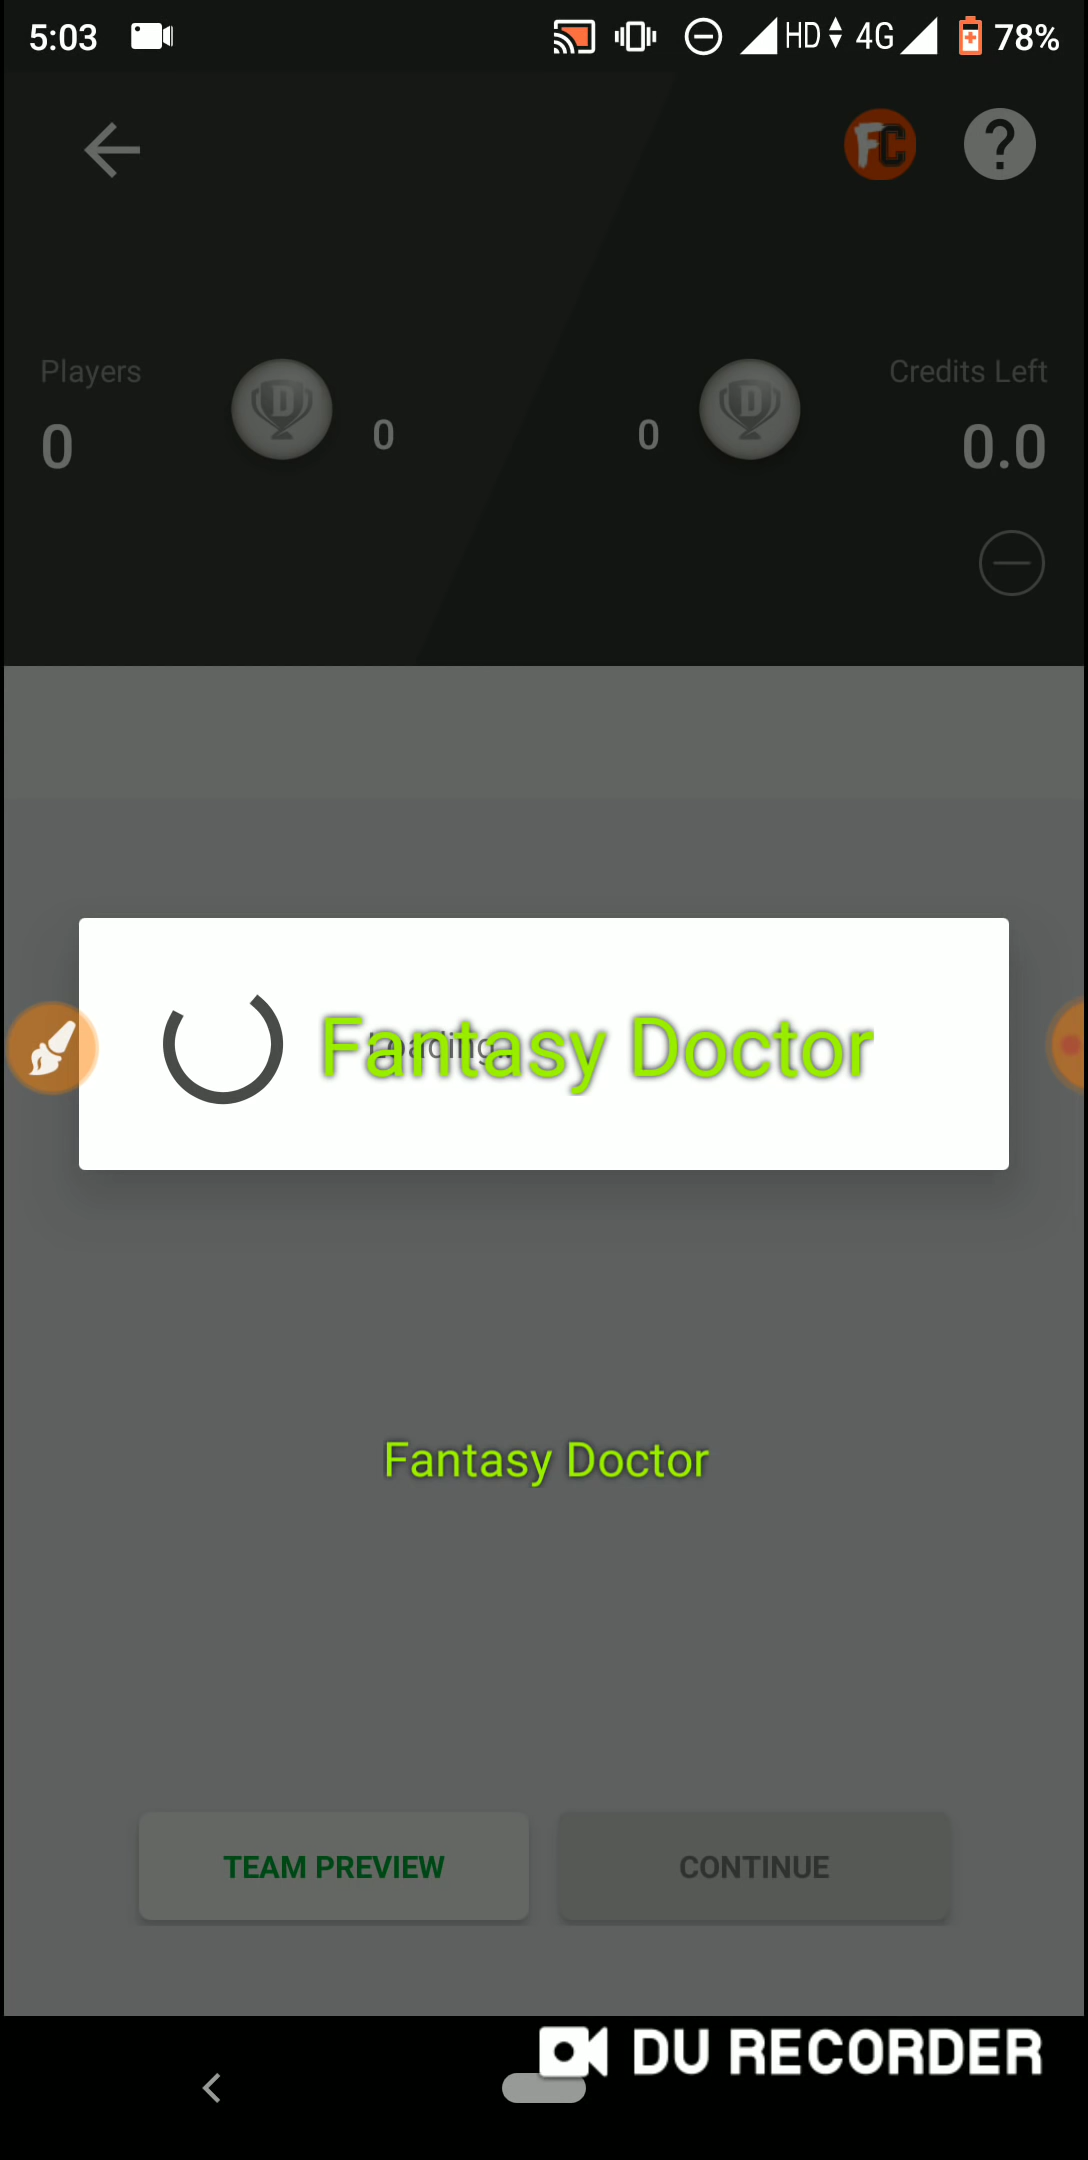 5:03 HD 4G 78%
FC ?
Players Credits Left
D D
0 0 0 0.0
Loading...
Fantasy Doctor
Fantasy Doctor
TEAM PREVIEW CONTINUE
DU RECORDER